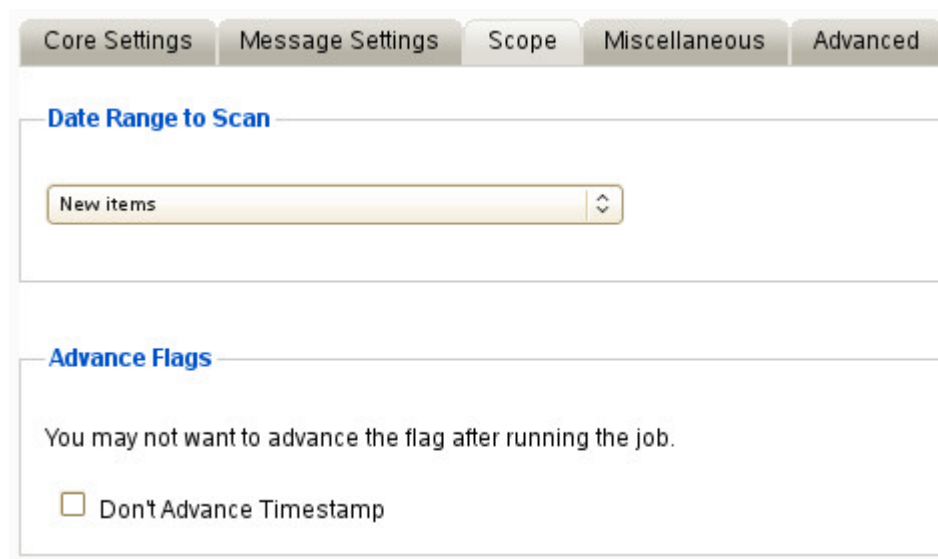 Core Settings Message Settings Scope Miscellaneous Advanced
Date Range to Scan
New items
Advance Flags
You may not want to advance the flag after running the job.
Don't Advance Timestamp